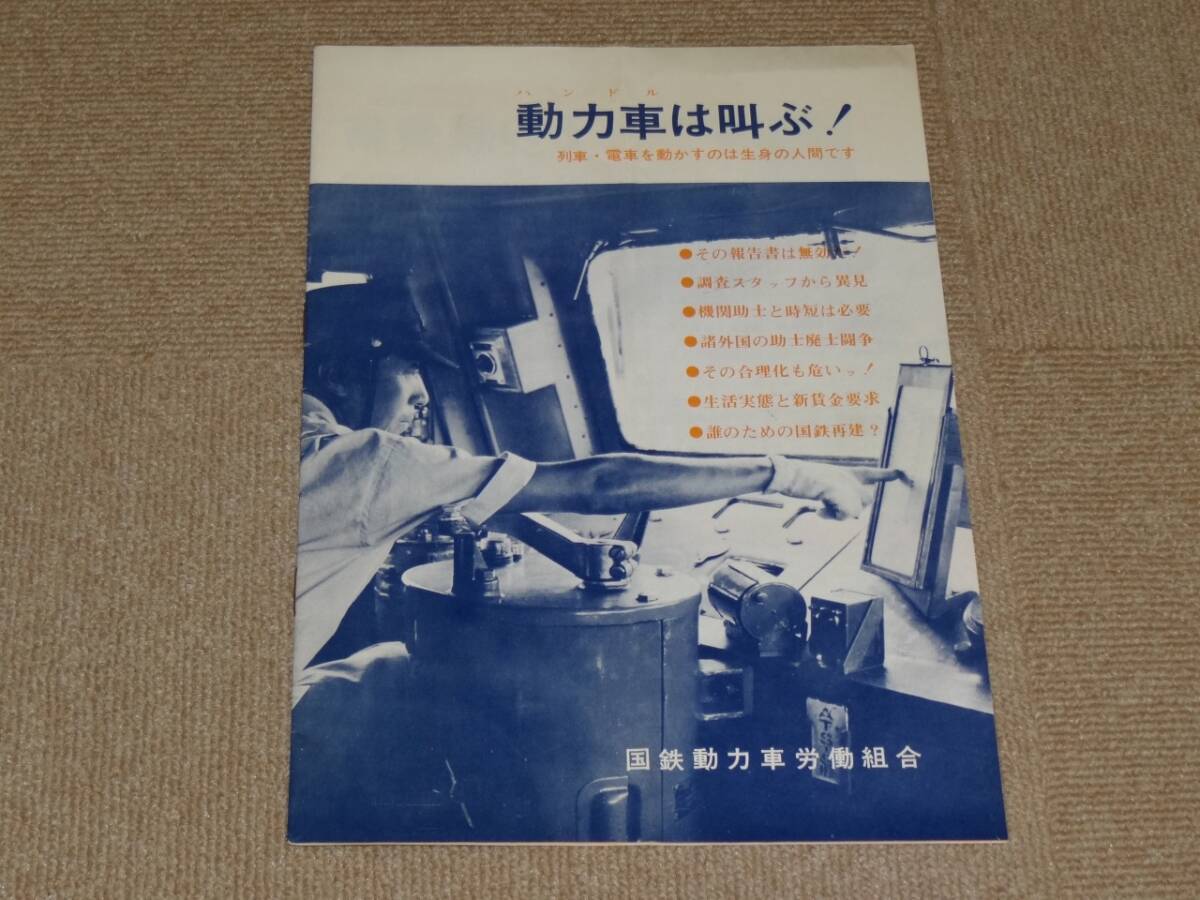 ハンドル
動力車は叫ぶ!
列車・電車を動かすのは生身の人間です
●その報告書は無効だ!
●調査スタッフから異見
●機関助士と時短は必要
●諸外国の助士廃止闘争
●その合理化も危いッ!
●生活実態と新賃金要求
●誰のための国鉄再建?
ATS
国鉄動力車労働組合